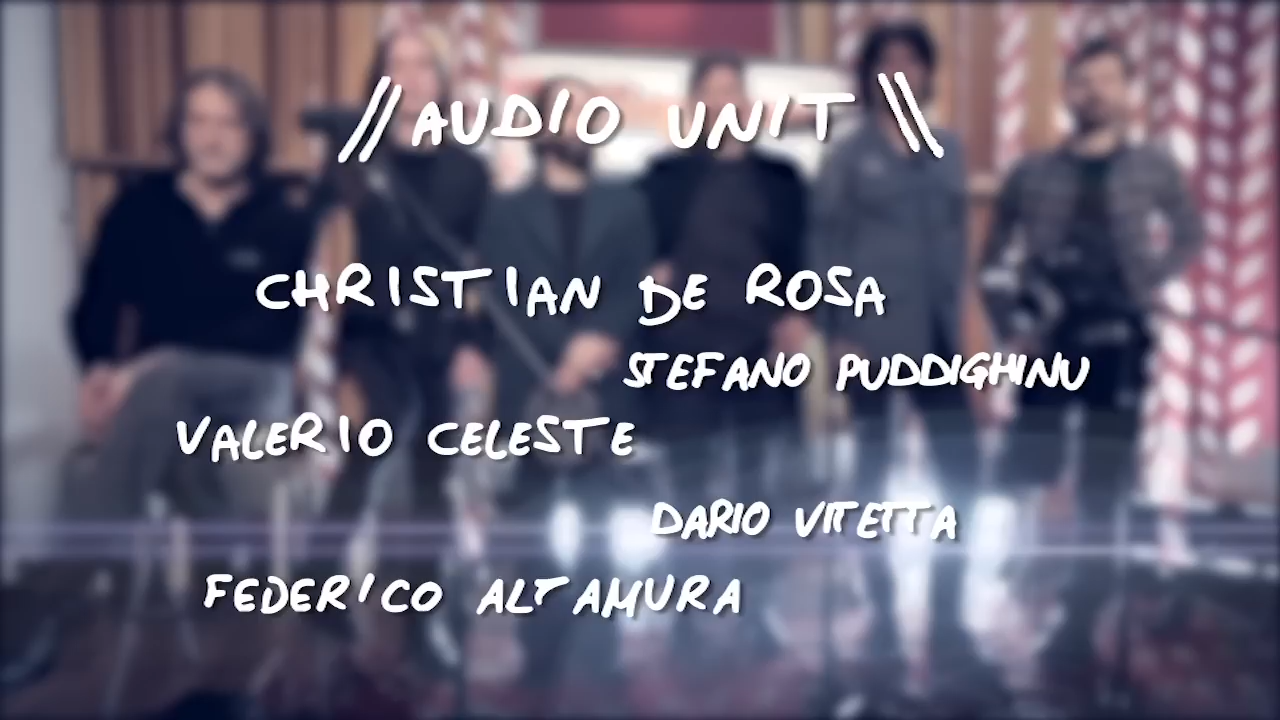 // AUDIO UNIT \\
CHRISTIAN DE ROSA
STEFANO PUDDIGHINU
VALERIO CELESTE
DARIO VITETTA
FEDERICO ALTAMURA